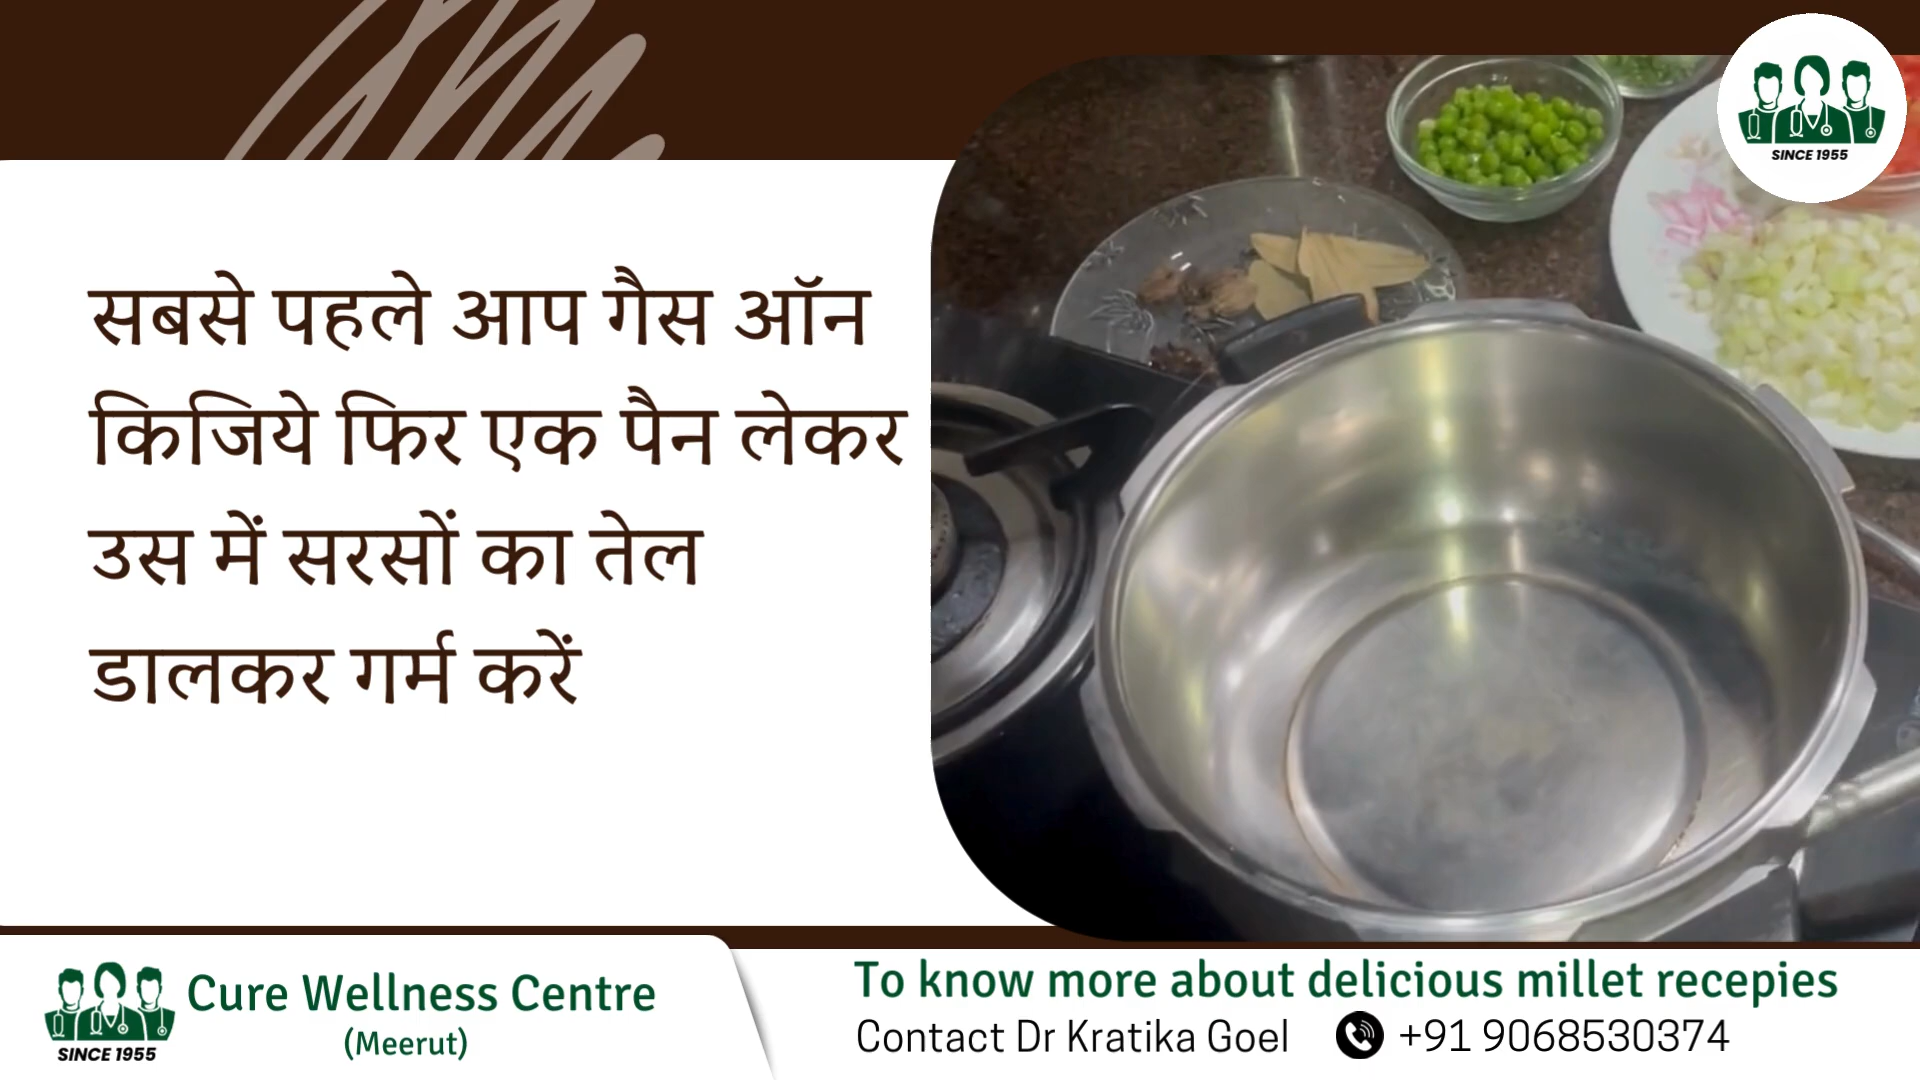 SINCE 1955
सबसे पहले आप गैस ऑन
किजिये फिर एक पैन लेकर
उस में सरसों का तेल
डालकर गर्म करें
Cure Wellness Centre
(Meerut)
SINCE 1955
To know more about delicious millet recepies
Contact Dr Kratika Goel +91 9068530374